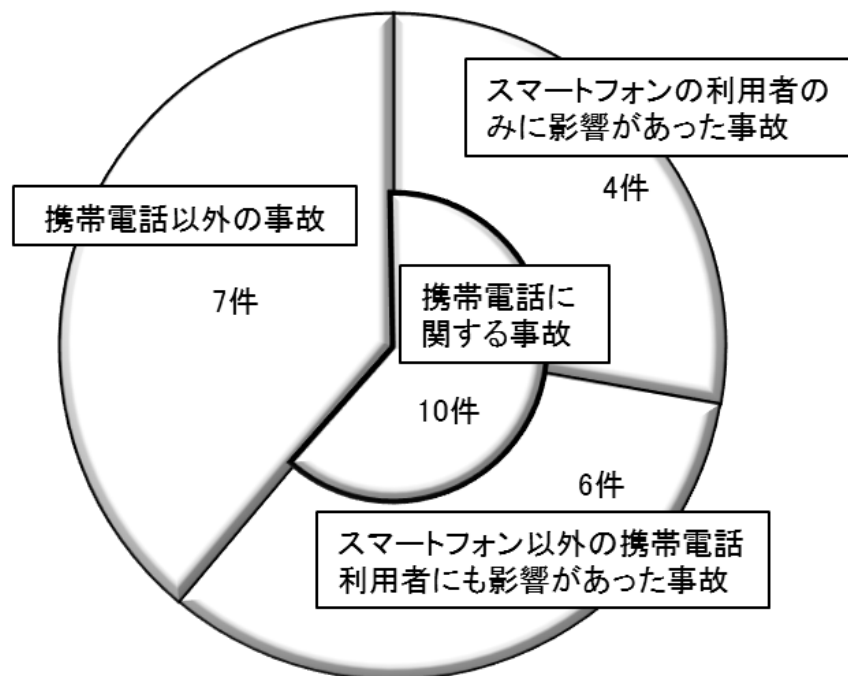 スマートフォンの利用者の
みに影響があった事故
4件
携帯電話以外の事故
7件
携帯電話に
関する事故
10件
6件
スマートフォン以外の携帯電話
利用者にも影響があった事故